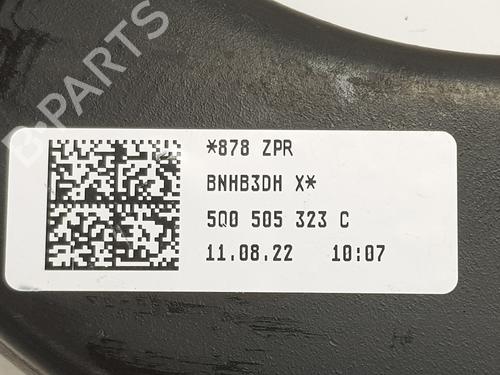 B-PARTS
*878 ZPR
BNHB3DH X*
5Q0 505 323 C
11.08.22 10:07